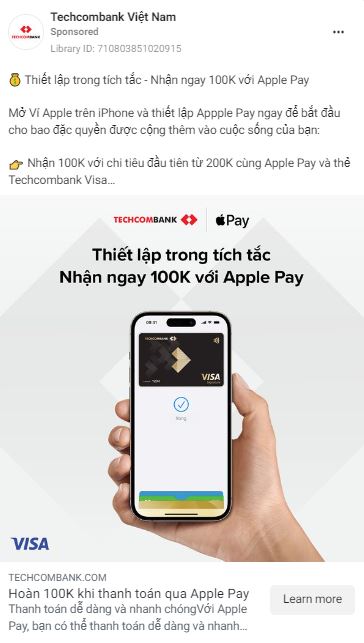 Techcombank Việt Nam
Sponsored
Library ID: 710803851020915
💰 Thiết lập trong tích tắc - Nhận ngay 100K với Apple Pay
Mở Ví Apple trên iPhone và thiết lập Appple Pay ngay để bắt đầu
cho bao đặc quyền được cộng thêm vào cuộc sống của bạn:
👉 Nhận 100K với chi tiêu đầu tiên từ 200K cùng Apple Pay và thẻ
Techcombank Visa...
TECHCOMBANK Pay
Thiết lập trong tích tắc
Nhận ngay 100K với Apple Pay
08:31
TECHCOMBANK
VISA
Signature
Xong
VISA
TECHCOMBANK.COM
Hoàn 100K khi thanh toán qua Apple Pay
Thanh toán dễ dàng và nhanh chóngVới Apple
Pay, bạn có thể thanh toán dễ dàng và nhanh...
Learn more